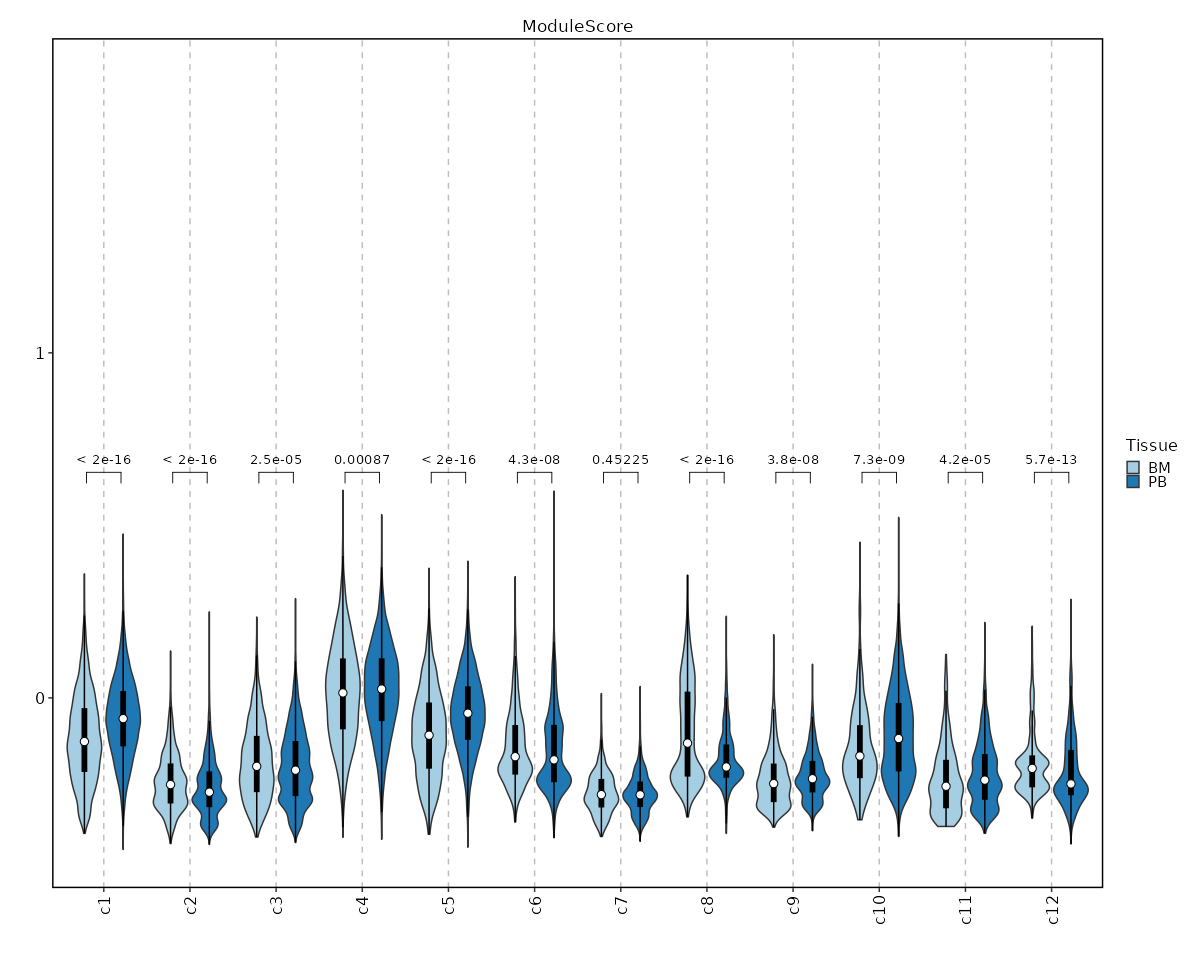 ModuleScore
1
0
< 2e-16
< 2e-16
2.5e-05
0.00087
< 2e-16
4.3e-08
0.45225
< 2e-16
3.8e-08
7.3e-09
4.2e-05
5.7e-13
c1
c2
c3
c4
c5
c6
c7
c8
c9
c10
c11
c12
Tissue
BM
PB